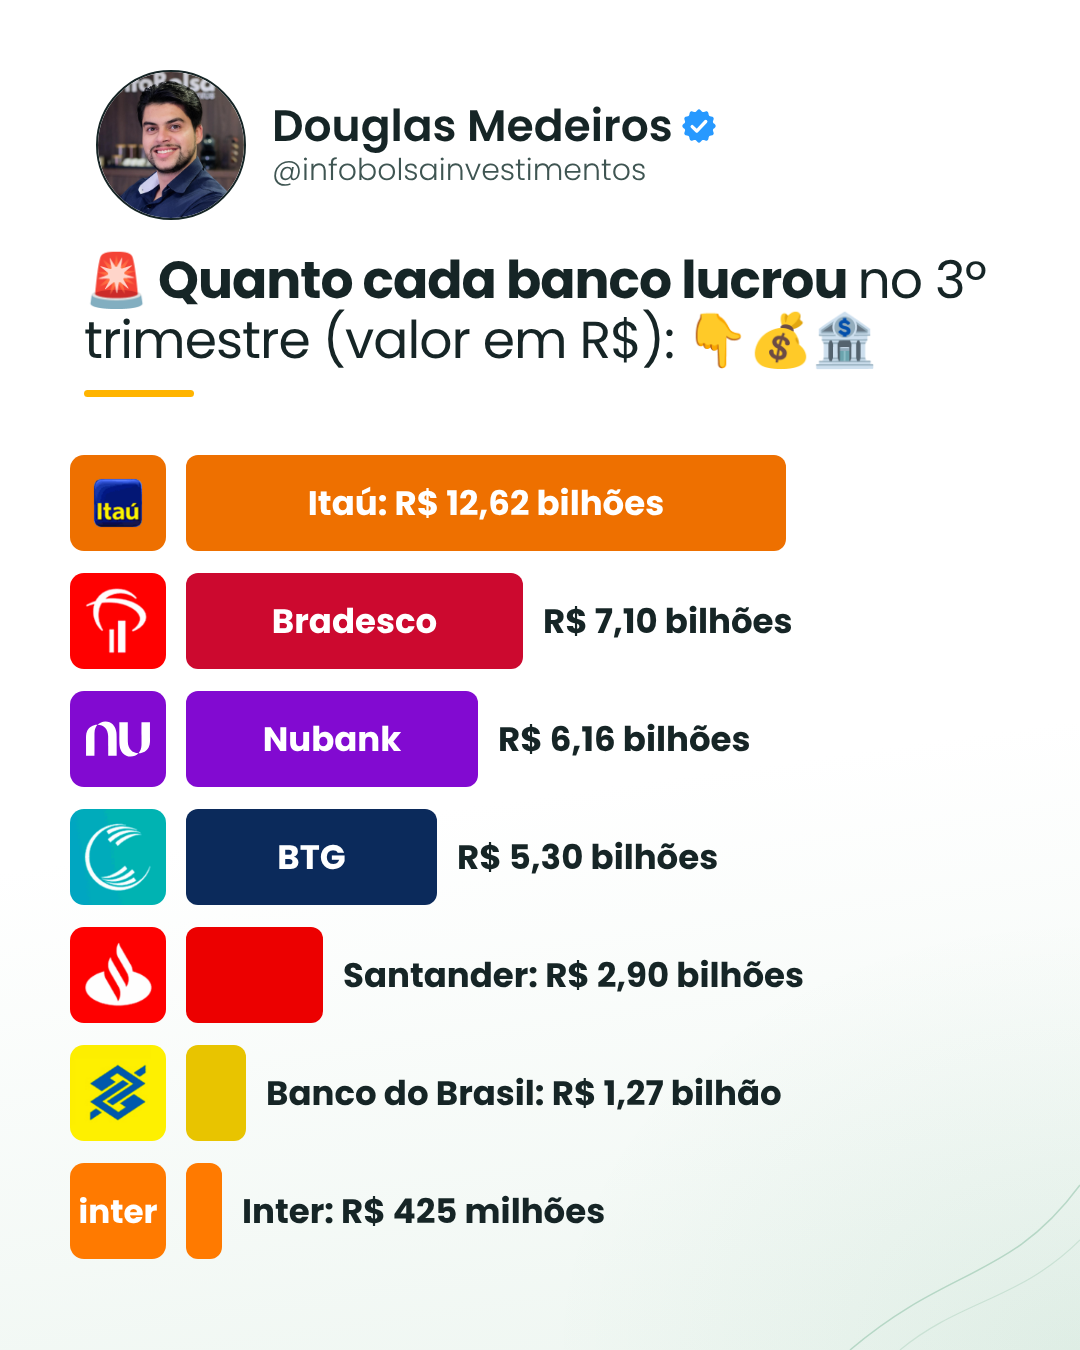 Douglas Medeiros
@infobolsainvestimentos
🚨 Quanto cada banco lucrou no 3º
trimestre (valor em R$): 👇💰🏦
Itaú
Itaú: R$ 12,62 bilhões
Bradesco
R$ 7,10 bilhões
nu
Nubank
R$ 6,16 bilhões
BTG
R$ 5,30 bilhões
Santander: R$ 2,90 bilhões
Banco do Brasil: R$ 1,27 bilhão
inter
Inter: R$ 425 milhões